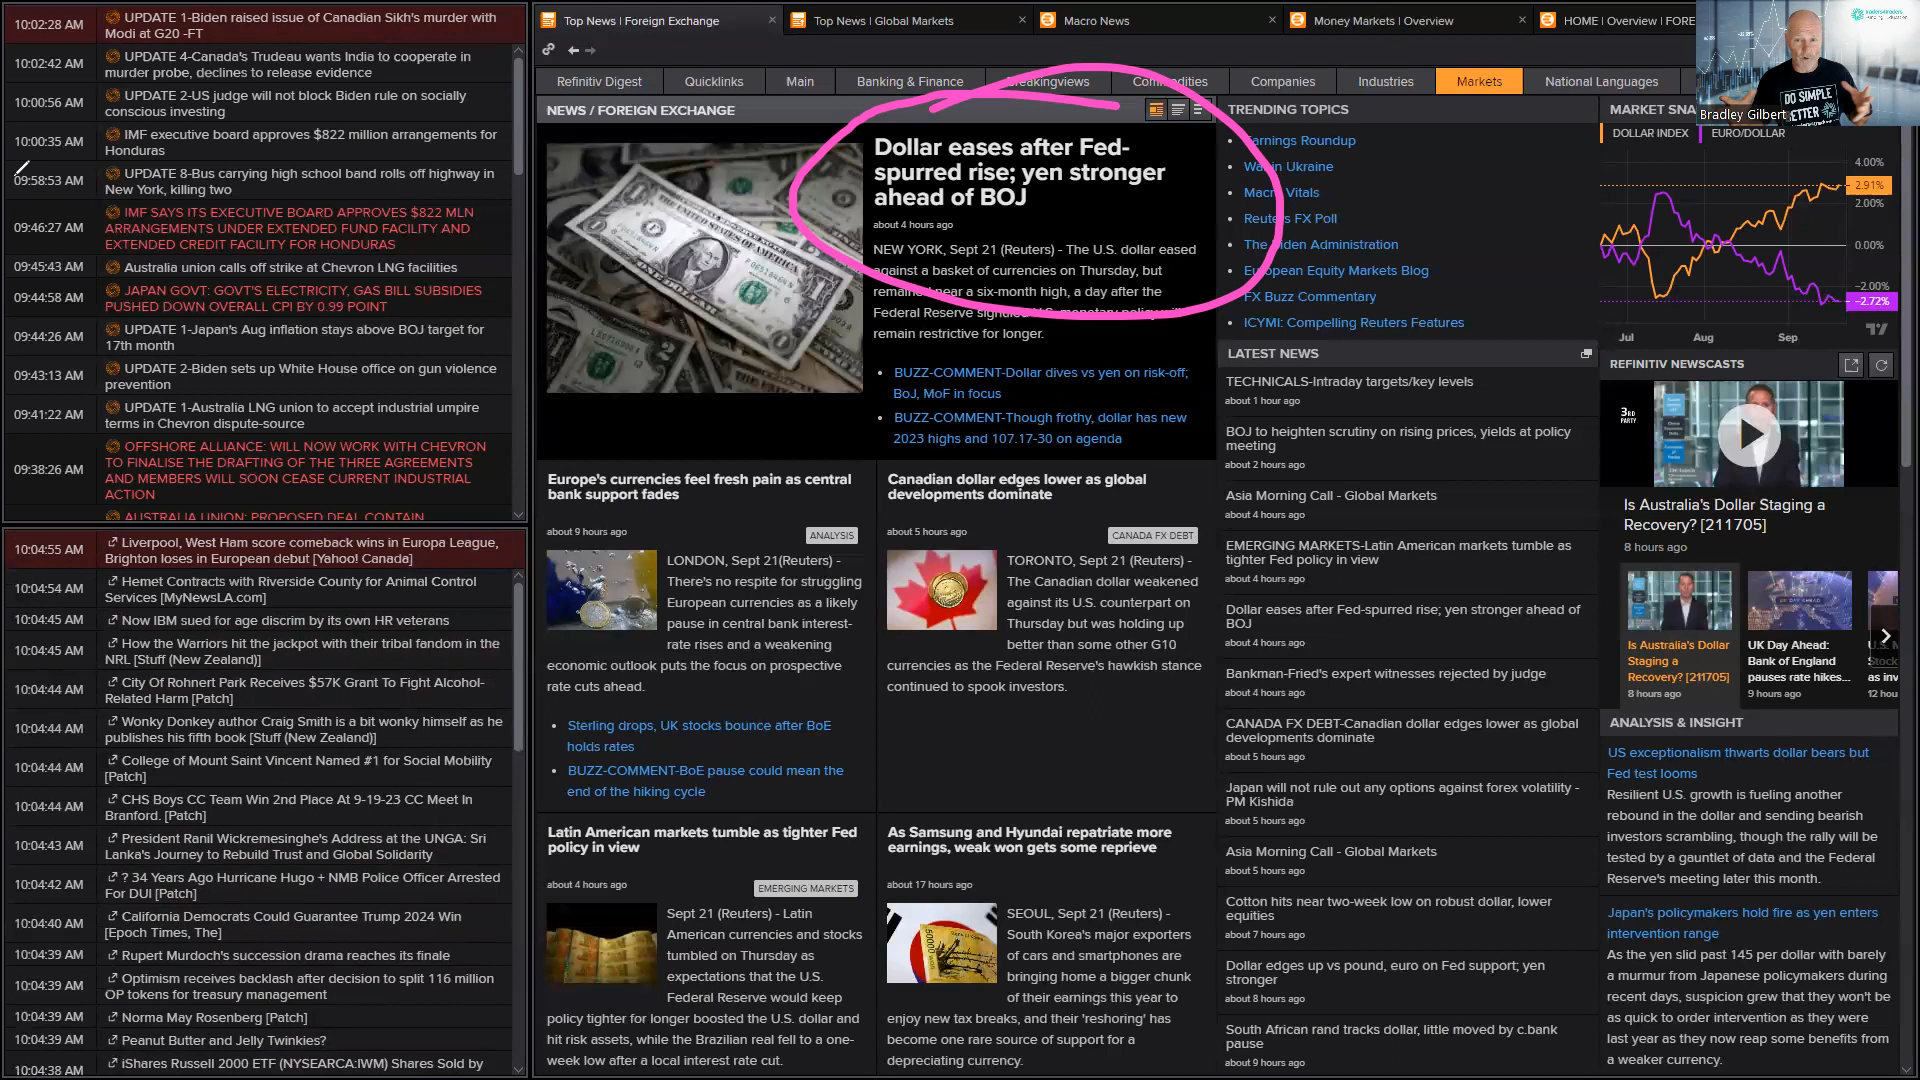 10:02:28 AM
UPDATE 1-Biden raised issue of Canadian Sikh's murder with
Modi at G20 -FT
10:02:42 AM
UPDATE 4-Canada's Trudeau wants India to cooperate in
murder probe, declines to release evidence
10:00:56 AM
UPDATE 2-US judge will not block Biden rule on socially
conscious investing
10:00:35 AM
IMF executive board approves $822 million arrangements for
Honduras
09:58:53 AM
UPDATE 8-Bus carrying high school band rolls off highway in
New York, killing two
09:46:27 AM
IMF SAYS ITS EXECUTIVE BOARD APPROVES $822 MLN
ARRANGEMENTS UNDER EXTENDED FUND FACILITY AND
EXTENDED CREDIT FACILITY FOR HONDURAS
09:45:43 AM
Australia union calls off strike at Chevron LNG facilities
09:44:58 AM
JAPAN GOVT: GOVT'S ELECTRICITY, GAS BILL SUBSIDIES
PUSHED DOWN OVERALL CPI BY 0.99 POINT
09:44:26 AM
UPDATE 1-Japan's Aug inflation stays above BOJ target for
17th month
09:43:13 AM
UPDATE 2-Biden sets up White House office on gun violence
prevention
09:41:22 AM
UPDATE 1-Australia LNG union to accept industrial umpire
terms in Chevron dispute-source
09:38:26 AM
OFFSHORE ALLIANCE: WILL NOW WORK WITH CHEVRON
TO FINALISE THE DRAFTING OF THE THREE AGREEMENTS
AND MEMBERS WILL SOON CEASE CURRENT INDUSTRIAL
ACTION
AUSTRALIA UNION: PROPOSED DEAL CONTAIN
10:04:55 AM
Liverpool, West Ham score comeback wins in Europa League,
Brighton loses in European debut [Yahoo! Canada]
10:04:54 AM
Hemet Contracts with Riverside County for Animal Control
Services [MyNewsLA.com]
10:04:45 AM
Now IBM sued for age discrim by its own HR veterans
10:04:45 AM
How the Warriors hit the jackpot with their tribal fandom in the
NRL [Stuff (New Zealand)]
10:04:44 AM
City Of Rohnert Park Receives $57K Grant To Fight Alcohol-
Related Harm [Patch]
10:04:44 AM
Wonky Donkey author Craig Smith is a bit wonky himself as he
publishes his fifth book [Stuff (New Zealand)]
10:04:44 AM
College of Mount Saint Vincent Named #1 for Social Mobility
[Patch]
10:04:44 AM
CHS Boys CC Team Win 2nd Place At 9-19-23 CC Meet In
Branford. [Patch]
10:04:43 AM
President Ranil Wickremesinghe's Address at the UNGA: Sri
Lanka's Journey to Rebuild Trust and Global Solidarity
10:04:42 AM
? 34 Years Ago Hurricane Hugo + NMB Police Officer Arrested
For DUI [Patch]
10:04:40 AM
California Democrats Could Guarantee Trump 2024 Win
[Epoch Times, The]
10:04:39 AM
Rupert Murdoch's succession drama reaches its finale
10:04:39 AM
Optimism receives backlash after decision to split 116 million
OP tokens for treasury management
10:04:39 AM
Norma May Rosenberg [Patch]
10:04:39 AM
Peanut Butter and Jelly Twinkies?
10:04:38 AM
iShares Russell 2000 ETF (NYSEARCA:IWM) Shares Sold by
Top News | Foreign Exchange
Top News | Global Markets
Macro News
Money Markets | Overview
HOME | Overview | FORE
Refinitiv Digest
Quicklinks
Main
Banking & Finance
Breakingviews
Commodities
Companies
Industries
Markets
National Languages
NEWS / FOREIGN EXCHANGE
Dollar eases after Fed-
spurred rise; yen stronger
ahead of BOJ
about 4 hours ago
NEW YORK, Sept 21 (Reuters) - The U.S. dollar eased
against a basket of currencies on Thursday, but
remained near a six-month high, a day after the
Federal Reserve signaled U.S. monetary policy will
remain restrictive for longer.
BUZZ-COMMENT-Dollar dives vs yen on risk-off;
BoJ, MoF in focus
BUZZ-COMMENT-Though frothy, dollar has new
2023 highs and 107.17-30 on agenda
Europe's currencies feel fresh pain as central
bank support fades
about 9 hours ago
ANALYSIS
LONDON, Sept 21(Reuters) -
There's no respite for struggling
European currencies as a likely
pause in central bank interest-
rate rises and a weakening
economic outlook puts the focus on prospective
rate cuts ahead.
Sterling drops, UK stocks bounce after BoE
holds rates
BUZZ-COMMENT-BoE pause could mean the
end of the hiking cycle
Canadian dollar edges lower as global
developments dominate
about 5 hours ago
CANADA FX DEBT
TORONTO, Sept 21 (Reuters) -
The Canadian dollar weakened
against its U.S. counterpart on
Thursday but was holding up
better than some other G10
currencies as the Federal Reserve's hawkish stance
continued to spook investors.
Latin American markets tumble as tighter Fed
policy in view
about 4 hours ago
EMERGING MARKETS
Sept 21 (Reuters) - Latin
American currencies and stocks
tumbled on Thursday as
expectations that the U.S.
Federal Reserve would keep
policy tighter for longer boosted the U.S. dollar and
hit risk assets, while the Brazilian real fell to a one-
week low after a local interest rate cut.
As Samsung and Hyundai repatriate more
earnings, weak won gets some reprieve
about 17 hours ago
SEOUL, Sept 21 (Reuters) -
South Korea's major exporters
of cars and smartphones are
bringing home a bigger chunk
of their earnings this year to
enjoy new tax breaks, and their 'reshoring' has
become one rare source of support for a
depreciating currency.
TRENDING TOPICS
Earnings Roundup
War in Ukraine
Macro Vitals
Reuters FX Poll
The Biden Administration
European Equity Markets Blog
FX Buzz Commentary
ICYMI: Compelling Reuters Features
LATEST NEWS
TECHNICALS-Intraday targets/key levels
about 1 hour ago
BOJ to heighten scrutiny on rising prices, yields at policy
meeting
about 2 hours ago
Asia Morning Call - Global Markets
about 4 hours ago
EMERGING MARKETS-Latin American markets tumble as
tighter Fed policy in view
about 4 hours ago
Dollar eases after Fed-spurred rise; yen stronger ahead of
BOJ
about 4 hours ago
Bankman-Fried's expert witnesses rejected by judge
about 4 hours ago
CANADA FX DEBT-Canadian dollar edges lower as global
developments dominate
about 5 hours ago
Japan will not rule out any options against forex volatility -
PM Kishida
about 5 hours ago
Asia Morning Call - Global Markets
about 5 hours ago
Cotton hits near two-week low on robust dollar, lower
equities
about 7 hours ago
Dollar edges up vs pound, euro on Fed support; yen
stronger
about 8 hours ago
South African rand tracks dollar, little moved by c.bank
pause
about 9 hours ago
traders4traders
DO SIMPLE
BETTER
Bradley Gilbert
MARKET SNA
DOLLAR INDEX
EURO/DOLLAR
4.00%
2.91%
2.00%
0.00%
−2.00%
−2.72%
Jul
Aug
Sep
REFINITIV NEWSCASTS
3RD
PARTY
Is Australia's Dollar Staging a
Recovery? [211705]
8 hours ago
Is Australia's Dollar
Staging a
Recovery? [211705]
8 hours ago
UK Day Ahead:
Bank of England
pauses rate hikes...
9 hours ago
U.S. M
Stock
as inv
12 hou
ANALYSIS & INSIGHT
US exceptionalism thwarts dollar bears but
Fed test looms
Resilient U.S. growth is fueling another
rebound in the dollar and sending bearish
investors scrambling, though the rally will be
tested by a gauntlet of data and the Federal
Reserve's meeting later this month.
Japan's policymakers hold fire as yen enters
intervention range
As the yen slid past 145 per dollar with barely
a murmur from Japanese policymakers during
recent days, suspicion grew that they won't be
as quick to order intervention as they were
last year as they now reap some benefits from
a weaker currency.